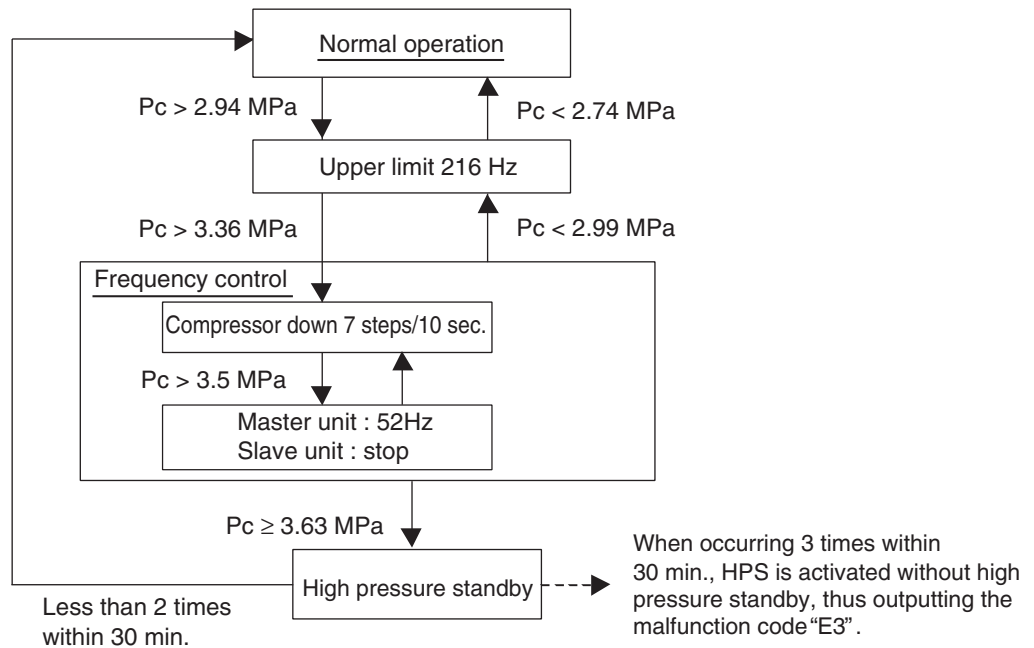 Normal operation
Pc > 2.94 MPa
Pc < 2.74 MPa
Upper limit 216 Hz
Pc > 3.36 MPa
Pc < 2.99 MPa
Frequency control
Compressor down 7 steps/10 sec.
Pc > 3.5 MPa
Master unit : 52Hz
Slave unit : stop
Pc ≥ 3.63 MPa
High pressure standby
Less than 2 times
within 30 min.
When occurring 3 times within
30 min., HPS is activated without high
pressure standby, thus outputting the
malfunction code “E3”.